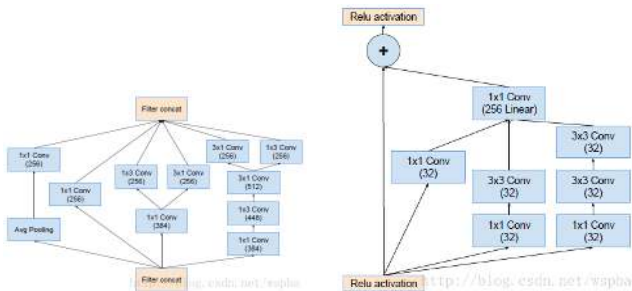 Filter concat
1x1 Conv
(256)
1x1 Conv
(256)
1x3 Conv
(256)
3x1 Conv
(256)
3x1 Conv
(256)
1x3 Conv
(256)
3x1 Conv
(512)
1x3 Conv
(448)
1x1 Conv
(384)
1x1 Conv
(384)
Avg Pooling
Filter concat
Relu activation
+
1x1 Conv
(256 Linear)
1x1 Conv
(32)
3x3 Conv
(32)
3x3 Conv
(32)
3x3 Conv
(32)
1x1 Conv
(32)
1x1 Conv
(32)
Relu activation
http://blog.csdn.net/wspba